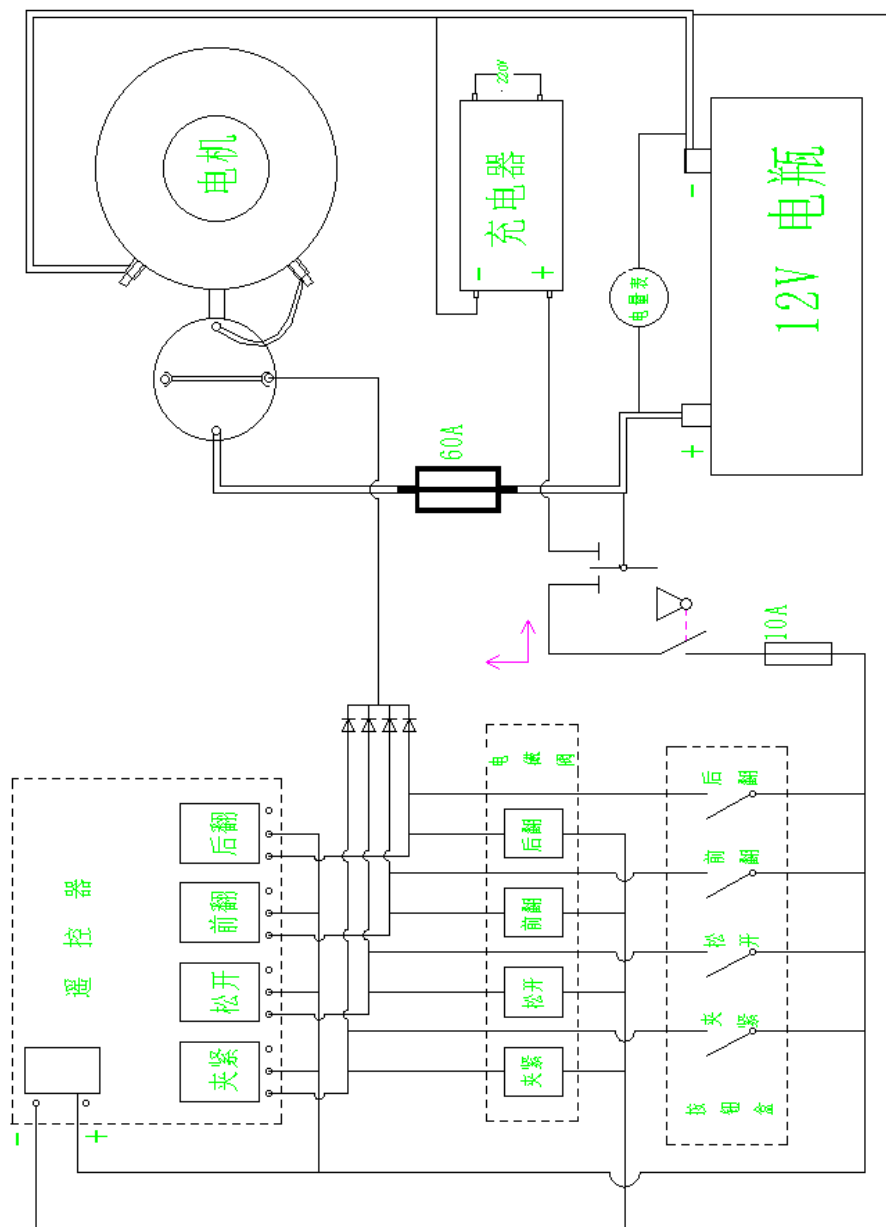 220V
电机
充电器
- +
电量表
-
12V 电瓶
+
60A
10A
遥控器
后翻
前翻
松开
夹紧
- +
电磁阀
后翻
前翻
松开
夹紧
后翻
前翻
松开
夹紧
按钮盒